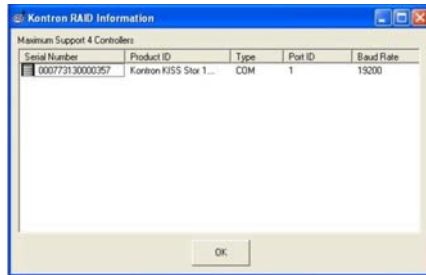 Kontron RAID Information
Maximum Support 4 Controllers
Serial Number Product ID Type Port ID Baud Rate
000773130000357 Kontron KISS Stor 1... COM 1 19200
OK